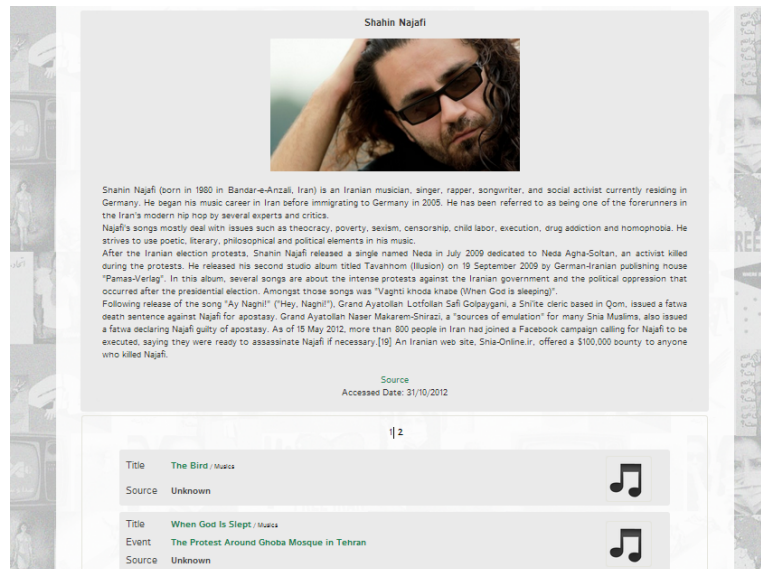 Shahin Najafi
Shahin Najafi (born in 1980 in Bandar-e-Anzali, Iran) is an Iranian musician, singer, rapper, songwriter, and social activist currently residing in
Germany. He began his music career in Iran before immigrating to Germany in 2005. He has been referred to as being one of the forerunners in
the Iran's modern hip hop by several experts and critics.
Najafi's songs mostly deal with issues such as theocracy, poverty, sexism, censorship, child labor, execution, drug addiction and homophobia. He
strives to use poetic, literary, philosophical and political elements in his music.
After the Iranian election protests, Shahin Najafi released a single named Neda in July 2009 dedicated to Neda Agha-Soltan, an activist killed
during the protests. He released his second studio album titled Tavahhom (Illusion) on 19 September 2009 by German-Iranian publishing house
"Pamas-Verlag". In this album, several songs are about the intense protests against the Iranian government and the political oppression that
occurred after the presidential election. Amongst those songs was "Vaghti khoda khabe (When God is sleeping)".
Following release of the song "Ay Naghi!" ("Hey, Naghi!"), Grand Ayatollah Lotfollah Safi Golpaygani, a Shi'ite cleric based in Qom, issued a fatwa
death sentence against Najafi for apostasy. Grand Ayatollah Naser Makarem-Shirazi, a "sources of emulation" for many Shia Muslims, also issued
a fatwa declaring Najafi guilty of apostasy. As of 15 May 2012, more than 800 people in Iran had joined a Facebook campaign calling for Najafi to be
executed, saying they were ready to assassinate Najafi if necessary.[19] An Iranian web site, Shia-Online.ir, offered a $100,000 bounty to anyone
who killed Najafi.
Source
Accessed Date: 31/10/2012
1| 2
Title The Bird / Musics
Source Unknown
Title When God Is Slept / Musics
Event The Protest Around Ghoba Mosque in Tehran
Source Unknown